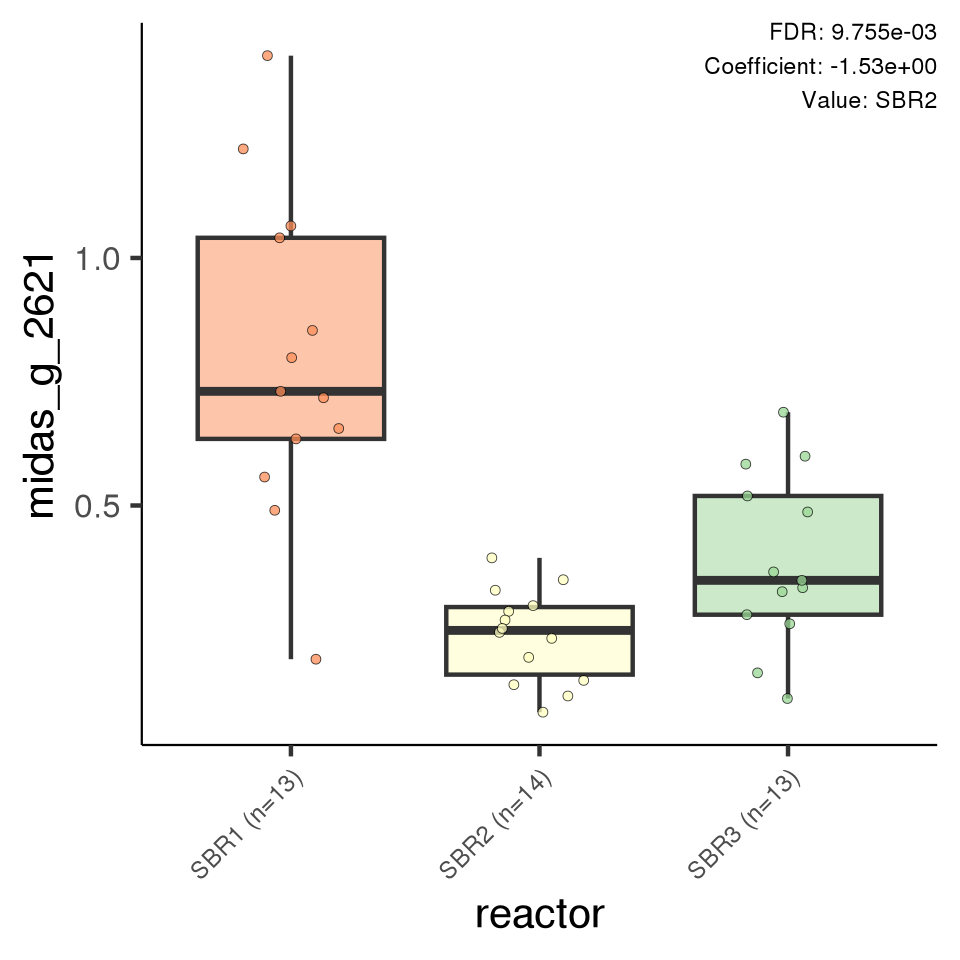 FDR: 9.755e-03
Coefficient: -1.53e+00
Value: SBR2
midas_g_2621
1.0
0.5
SBR1 (n=13)
SBR2 (n=14)
SBR3 (n=13)
reactor